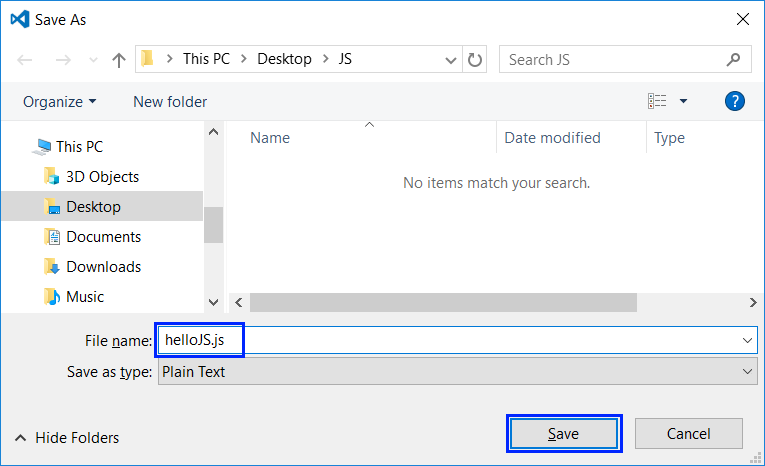 Save As
This PC Desktop JS Search JS
Organize New folder ?
Name Date modified Type
This PC
3D Objects
No items match your search.
Desktop
Documents
Downloads
Music
File name: helloJS.js
Save as type: Plain Text
Hide Folders Save Cancel